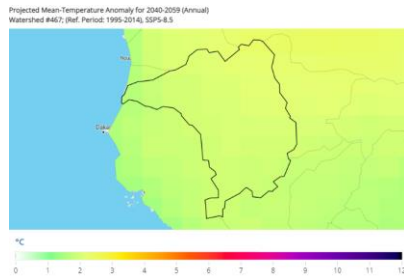 Projected Mean-Temperature Anomaly for 2040-2059 (Annual)
Watershed #467; (Ref. Period: 1995-2014), SSP5-8.5
Dakar
°C
0 1 2 3 4 5 6 7 8 9 10 11 12